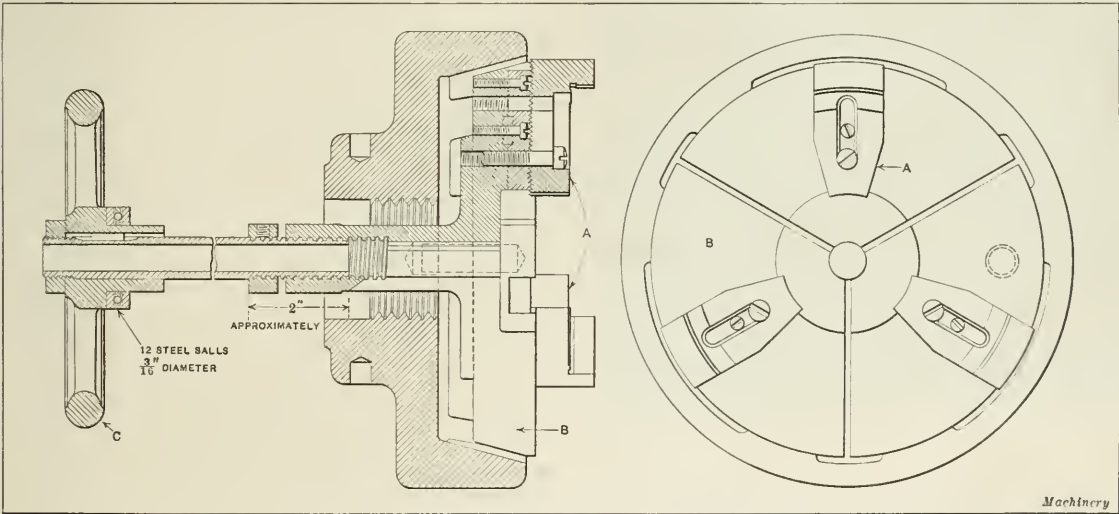 A
2"
APPROXIMATELY
12 STEEL BALLS
3"
16 DIAMETER
C
B
A
B
Machinery